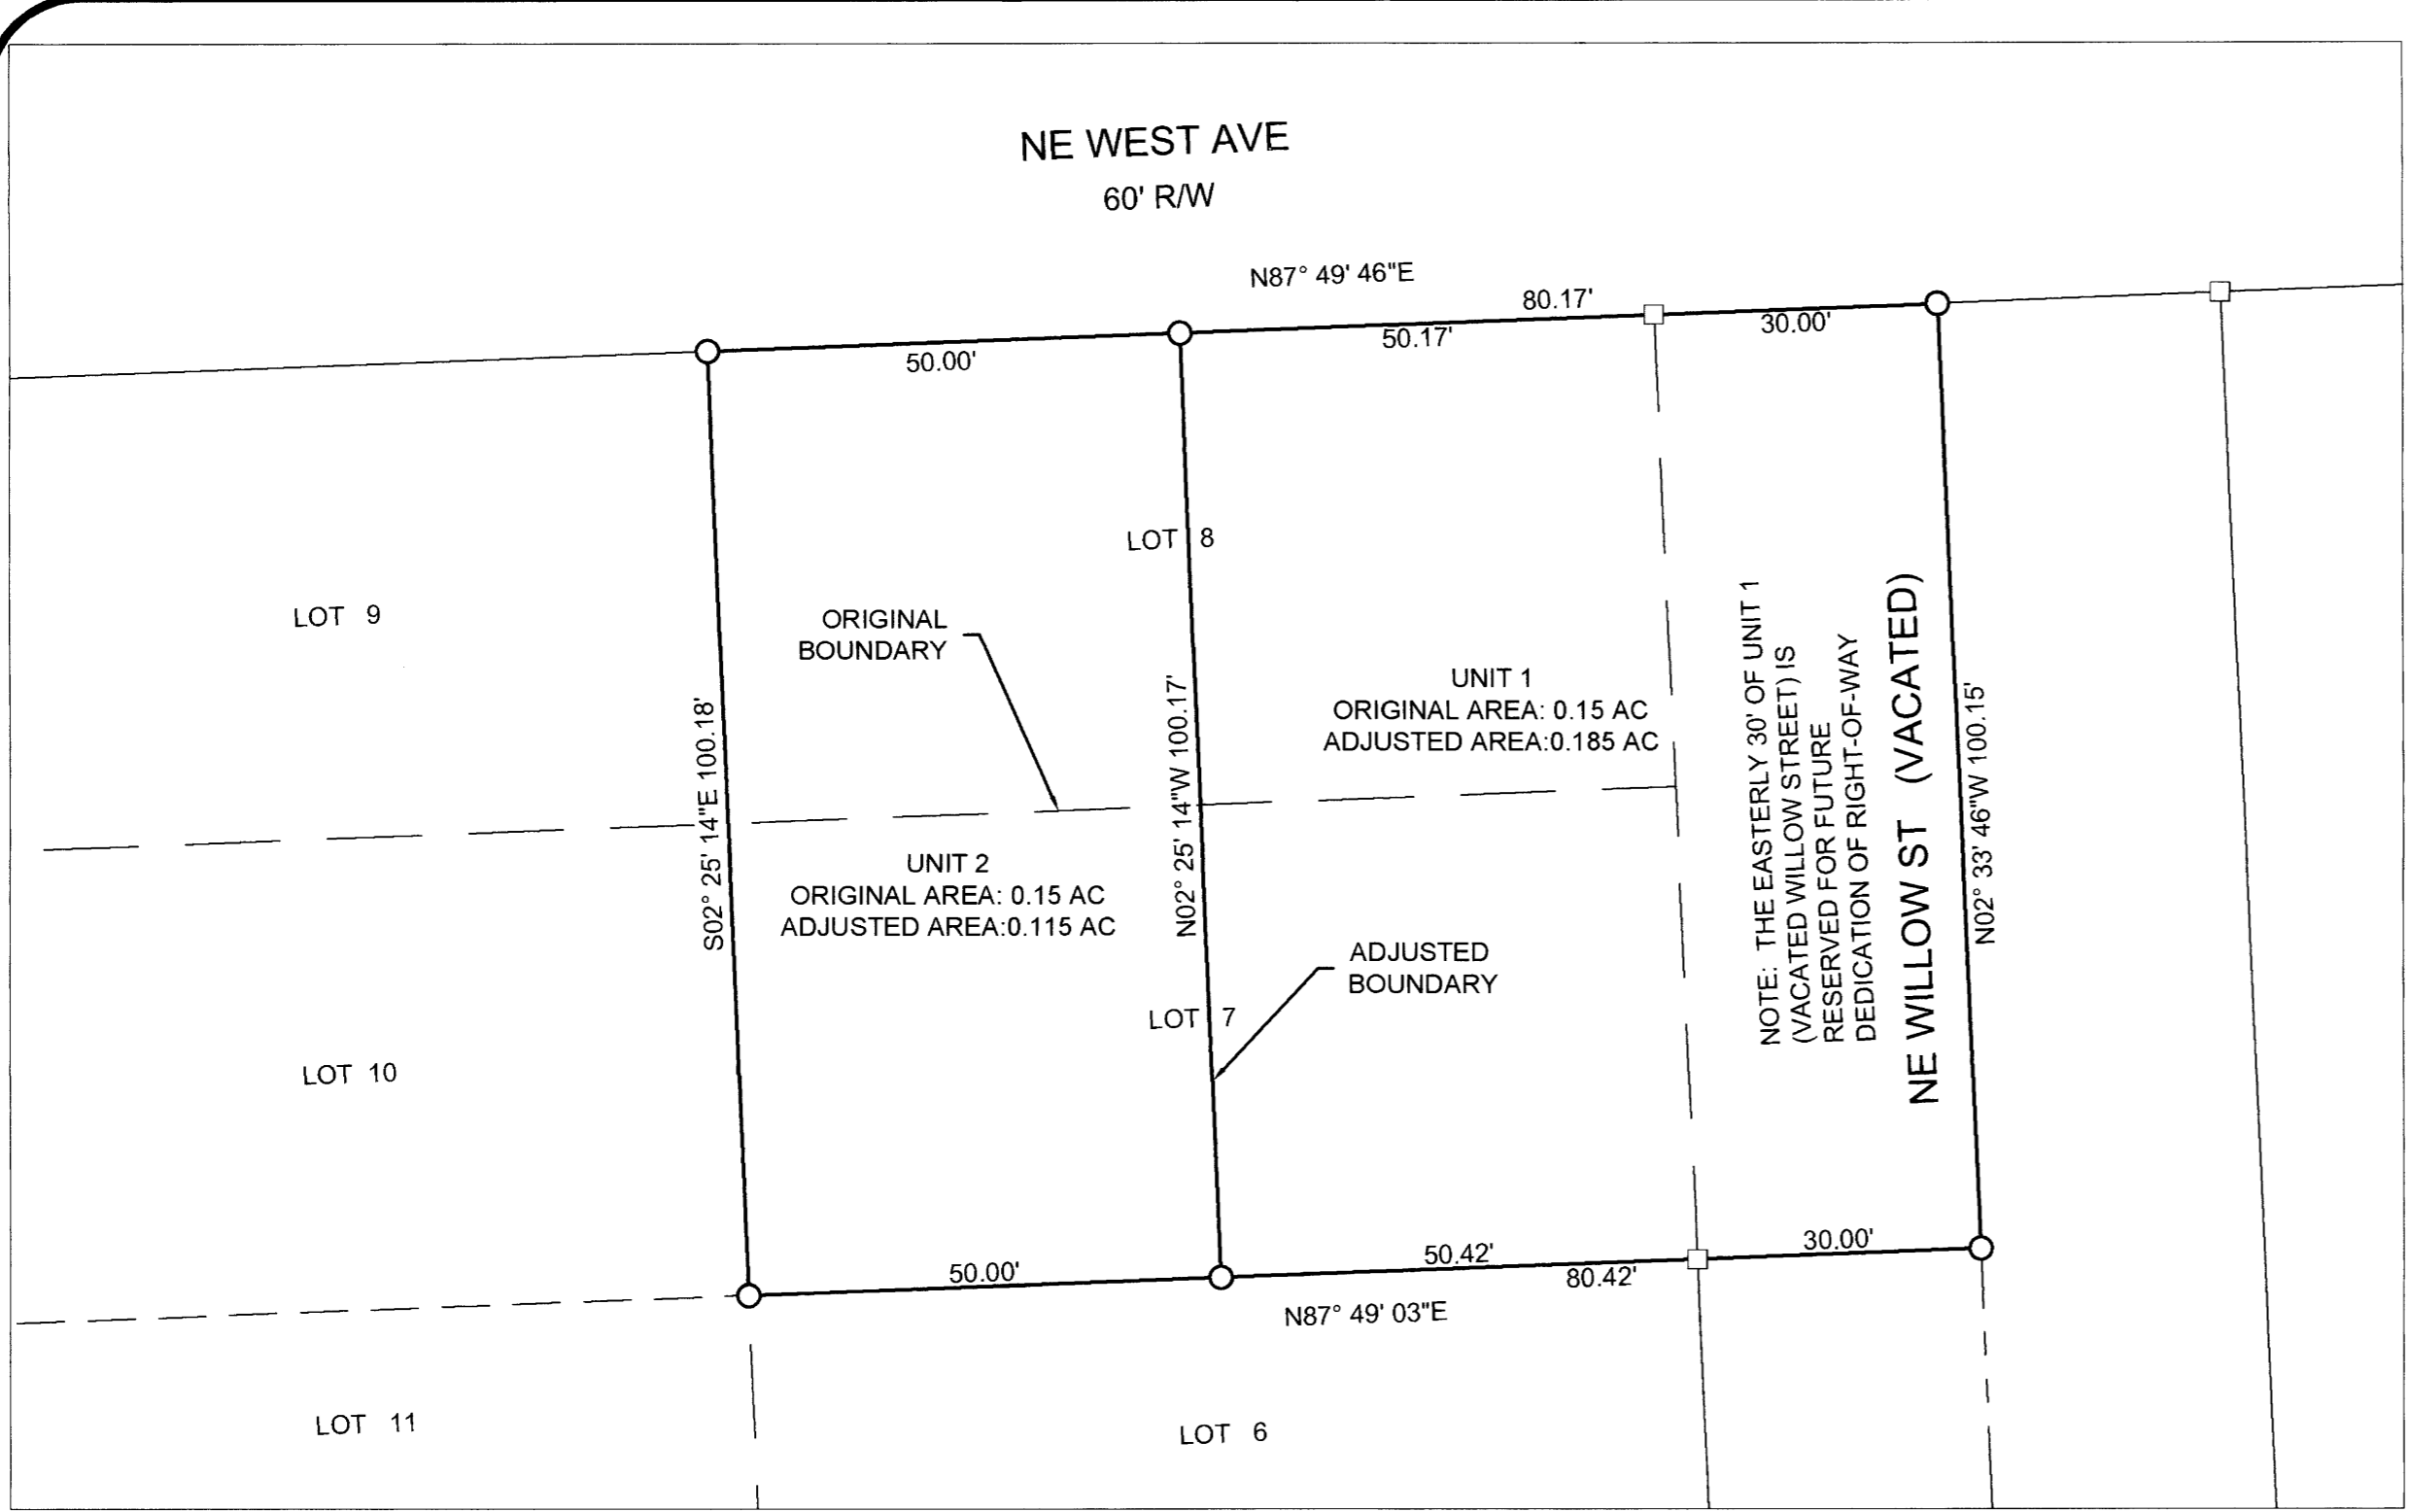 NE WEST AVE
60' R/W
N87° 49' 46"E
80.17'
50.00'
50.17'
30.00'
LOT 8
LOT 9
ORIGINAL
BOUNDARY
S02° 25' 14"E 100.18'
N02° 25' 14"W 100.17'
UNIT 1
ORIGINAL AREA: 0.15 AC
ADJUSTED AREA:0.185 AC
NOTE: THE EASTERLY 30' OF UNIT 1
(VACATED WILLOW STREET) IS
RESERVED FOR FUTURE
DEDICATION OF RIGHT-OF-WAY
NE WILLOW ST (VACATED)
N02° 33' 46"W 100.15'
UNIT 2
ORIGINAL AREA: 0.15 AC
ADJUSTED AREA:0.115 AC
ADJUSTED
BOUNDARY
LOT 7
LOT 10
50.00'
50.42'
30.00'
80.42'
N87° 49' 03"E
LOT 11
LOT 6